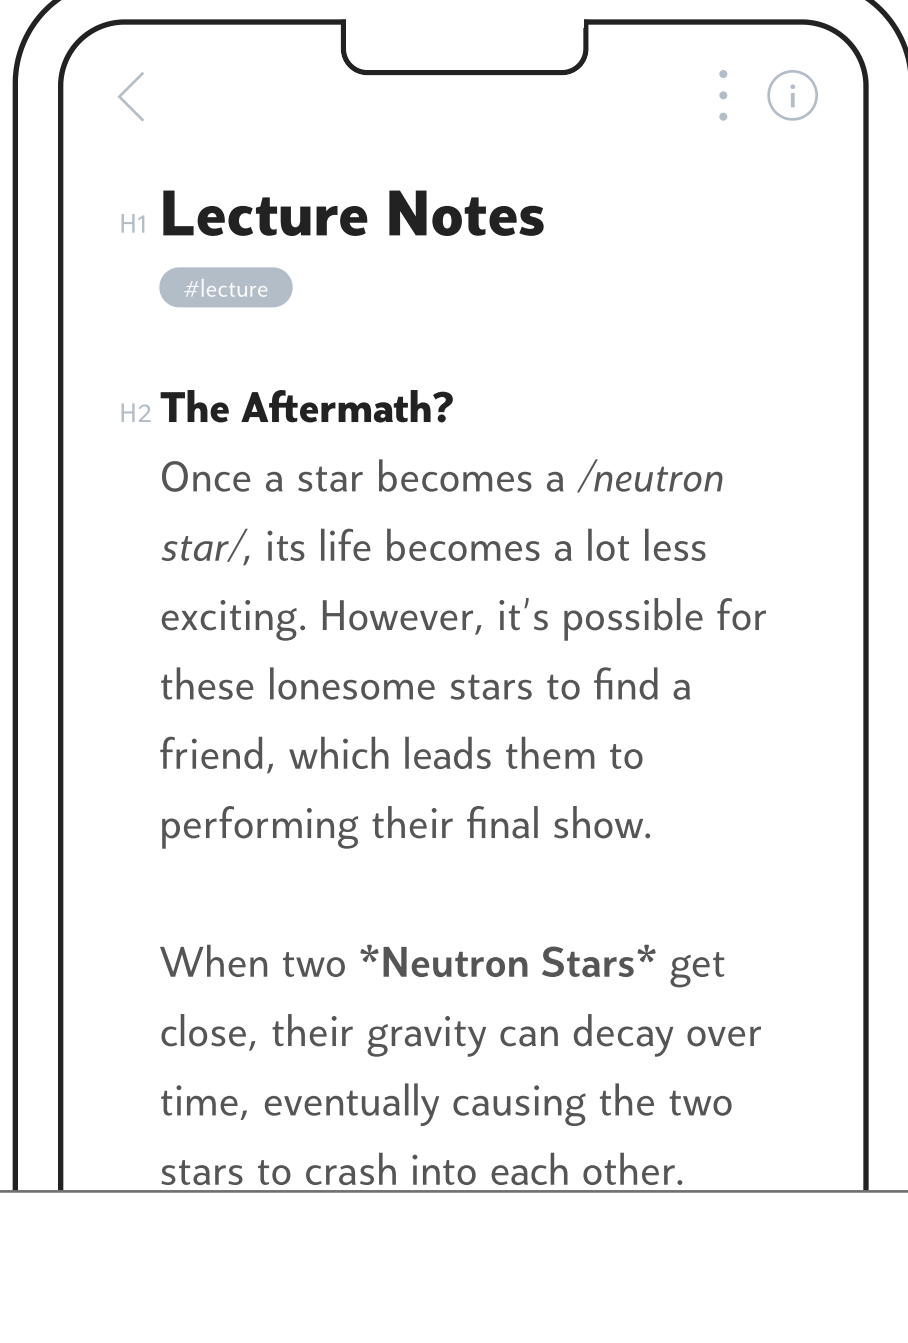 H1 Lecture Notes
#lecture
H2 The Aftermath?
Once a star becomes a /neutron
star/, its life becomes a lot less
exciting. However, it's possible for
these lonesome stars to find a
friend, which leads them to
performing their final show.
When two *Neutron Stars* get
close, their gravity can decay over
time, eventually causing the two
stars to crash into each other.